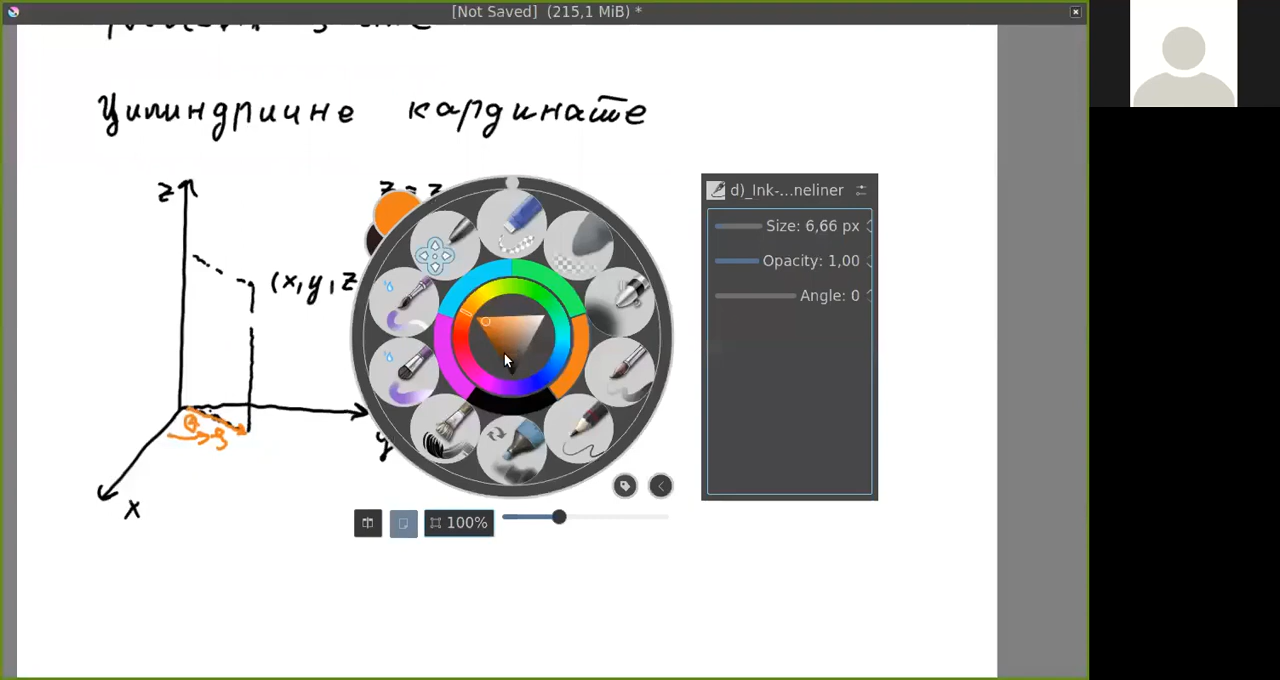 [Not Saved] (215,1 MiB) *
Цилиндричне кардинате
z
z = z
(x,y,z
θ
y
x
d)_Ink-...neliner
Size: 6,66 px
Opacity: 1,00
Angle: 0
100%